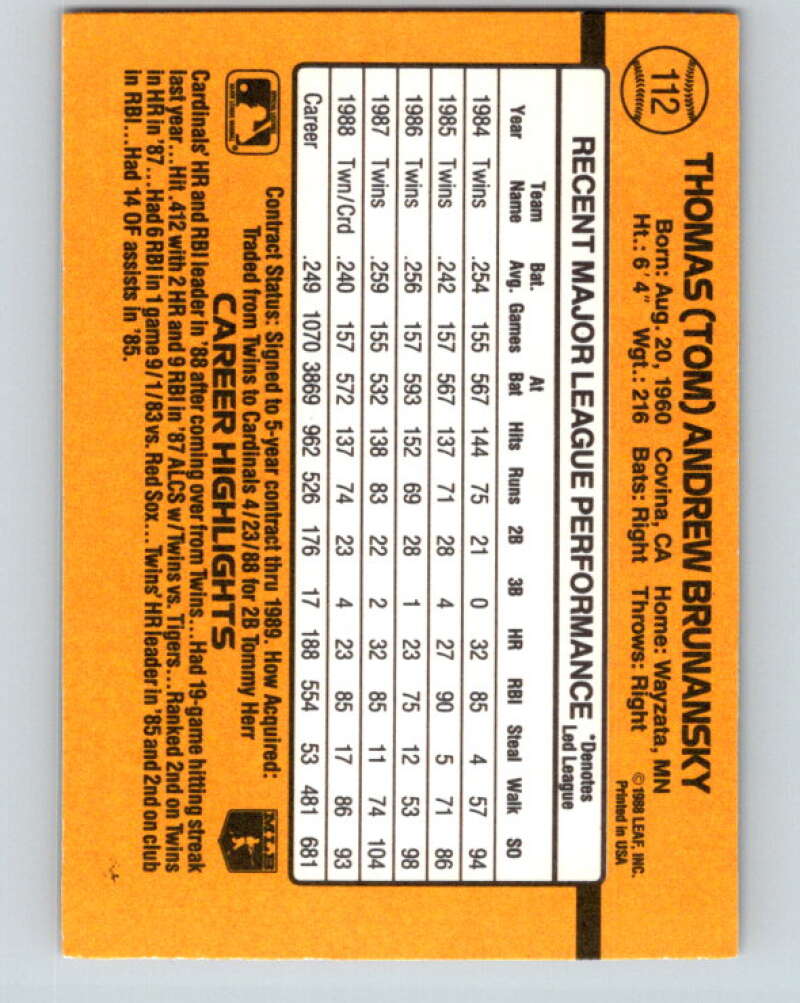 112
THOMAS (TOM) ANDREW BRUNANSKY
Born: Aug. 20, 1960 Covina, CA Home: Wayzata, MN
Ht.: 6'4" Wgt.: 216 Bats: Right Throws: Right
©1988 LEAF, INC.
Printed in USA
RECENT MAJOR LEAGUE PERFORMANCE
*Denotes
Led League
Year Team Name Bat. Avg. Games At Bat Hits Runs 2B 3B HR RBI Steal Walk SO
1984 Twins .254 155 567 144 75 21 0 32 85 4 57 94
1985 Twins .242 157 567 137 71 28 4 27 90 5 71 86
1986 Twins .256 157 593 152 69 28 1 23 75 12 53 98
1987 Twins .259 155 532 138 83 22 2 32 85 11 74 104
1988 Twn/Crd .240 157 572 137 74 23 4 23 85 17 86 93
Career .249 1070 3869 962 526 176 17 188 554 53 481 681
Contract Status: Signed to 5-year contract thru 1989. How Acquired:
Traded from Twins to Cardinals 4/23/88 for 2B Tommy Herr
MLB
CAREER HIGHLIGHTS
Cardinals' HR and RBI leader in '88 after coming over from Twins...Had 19-game hitting streak
last year...Hit .412 with 2 HR and 9 RBI in '87 ALCS w/Twins vs. Tigers...Ranked 2nd on Twins
in HR in '87...Had 6 RBI in 1 game 9/1/83 vs. Red Sox...Twins' HR leader in '85 and 2nd on club
in RBI...Had 14 OF assists in '85.